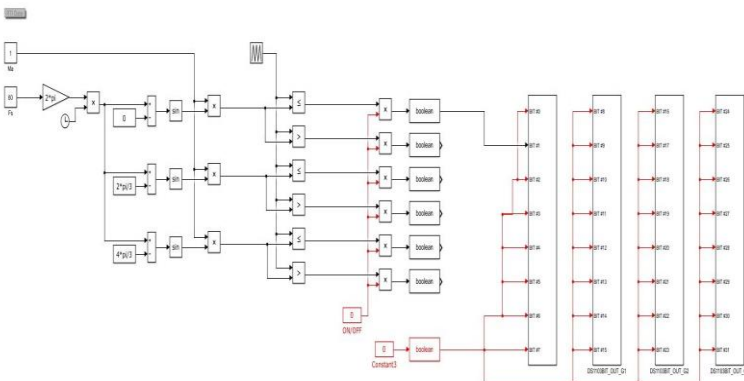 1
Ma
60
Fs
2*pi
x
0
sin
x
2*pi/3
sin
x
4*pi/3
sin
x
≤
>
≤
>
≤
>
x
boolean
x
boolean
x
boolean
x
boolean
x
boolean
x
boolean
0
ON/OFF
0
Constant3
boolean
BIT #0
BIT #1
BIT #2
BIT #3
BIT #4
BIT #5
BIT #6
BIT #7
BIT #8
BIT #9
BIT #10
BIT #11
BIT #12
BIT #13
BIT #14
BIT #15
DS1103BIT_OUT_G1
BIT #16
BIT #17
BIT #18
BIT #19
BIT #20
BIT #21
BIT #22
BIT #23
DS1103BIT_OUT_G2
BIT #24
BIT #25
BIT #26
BIT #27
BIT #28
BIT #29
BIT #30
BIT #31